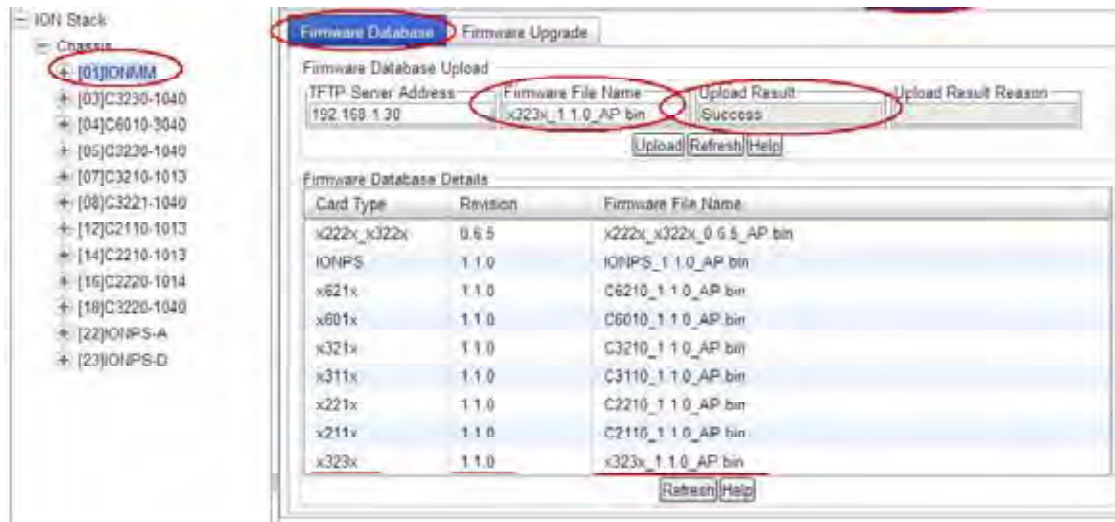 ION Stack
Chassis
[01]IONMM
[03]C3230-1040
[04]C6010-3040
[05]C3230-1040
[07]C3210-1013
[08]C3221-1040
[12]C2110-1013
[14]C2210-1013
[16]C2220-1014
[18]C3220-1040
[22]IONPS-A
[23]IONPS-D
Firmware Database Firmware Upgrade
Firmware Database Upload
TFTP Server Address Firmware File Name Upload Result Upload Result Reason
192.168.1.30 x323x_1.1.0_AP.bin Success
Upload Refresh Help
Firmware Database Details
Card Type Revision Firmware File Name
x222x_x322x 0.6.5 x222x_x322x_0.6.5_AP.bin
IONPS 1.1.0 IONPS_1.1.0_AP.bin
x621x 1.1.0 C6210_1.1.0_AP.bin
x601x 1.1.0 C6010_1.1.0_AP.bin
x321x 1.1.0 C3210_1.1.0_AP.bin
x311x 1.1.0 C3110_1.1.0_AP.bin
x221x 1.1.0 C2210_1.1.0_AP.bin
x211x 1.1.0 C2110_1.1.0_AP.bin
x323x 1.1.0 x323x_1.1.0_AP.bin
Refresh Help